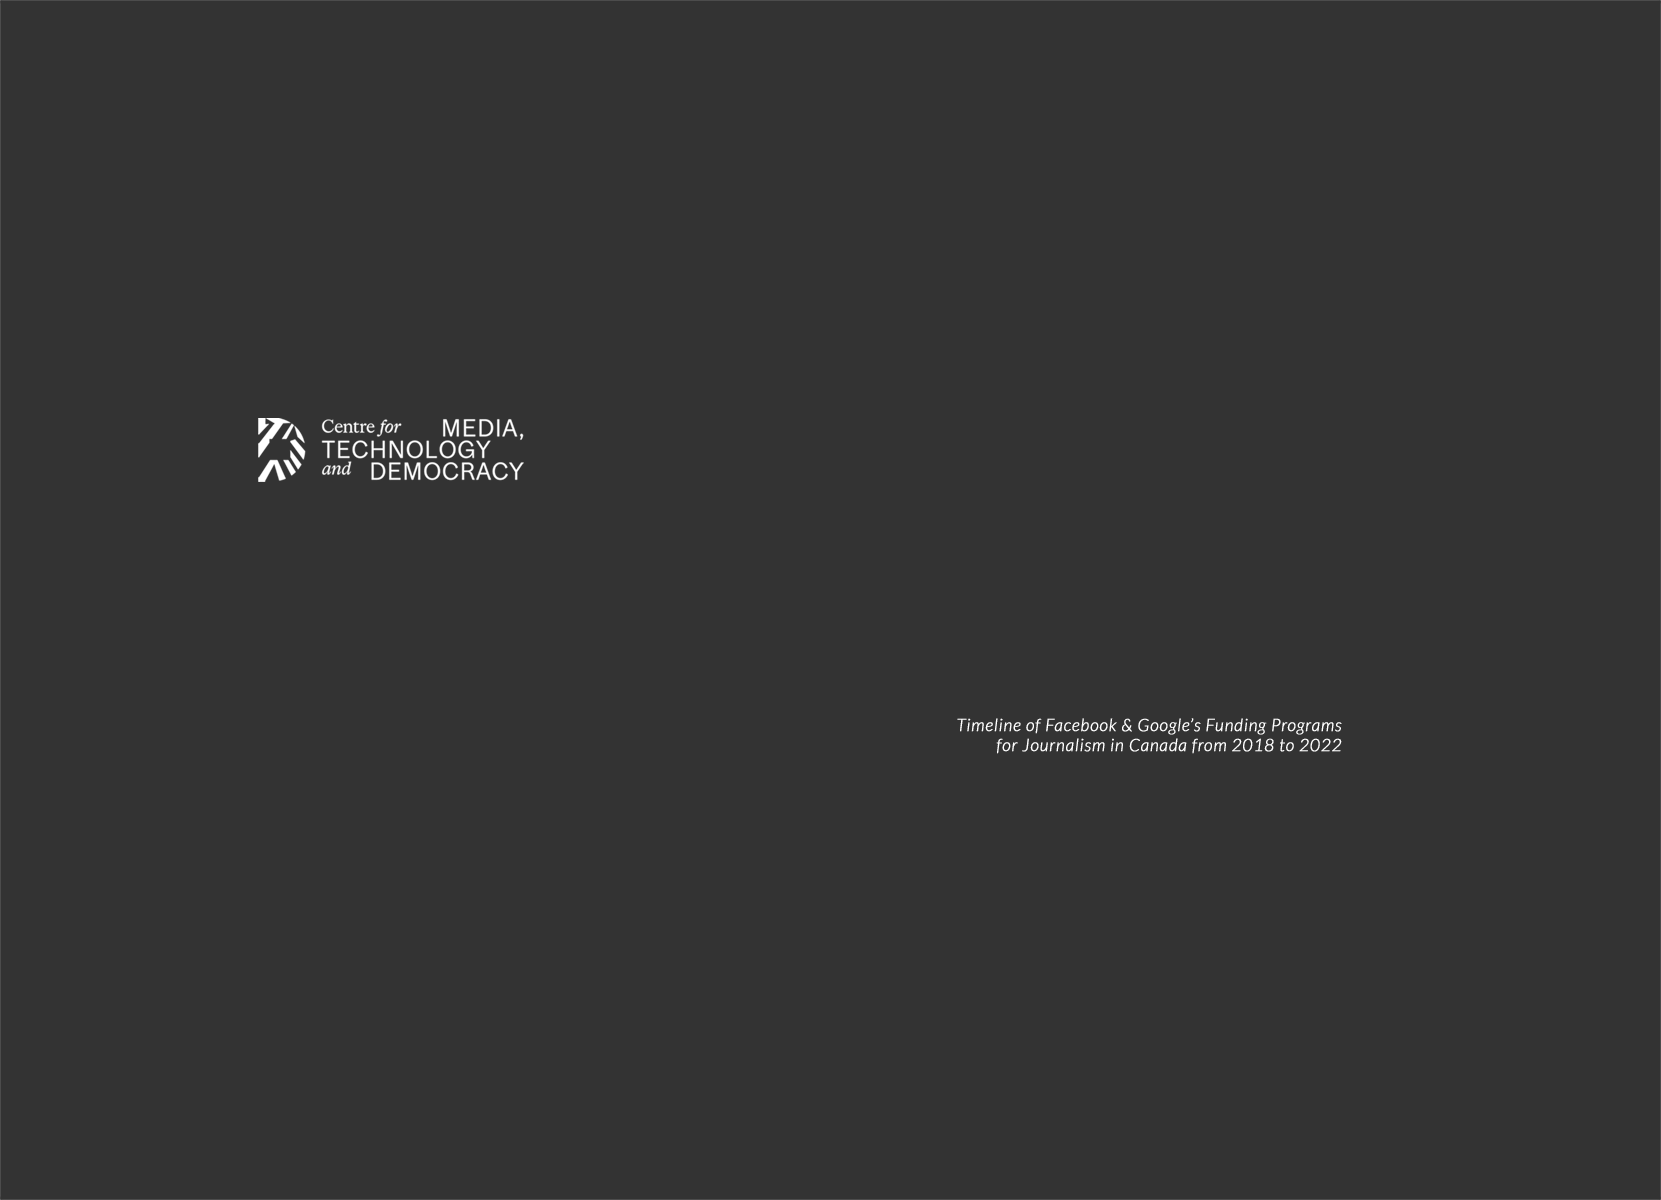 Centre for MEDIA,
TECHNOLOGY
and DEMOCRACY
Timeline of Facebook & Google’s Funding Programs
for Journalism in Canada from 2018 to 2022